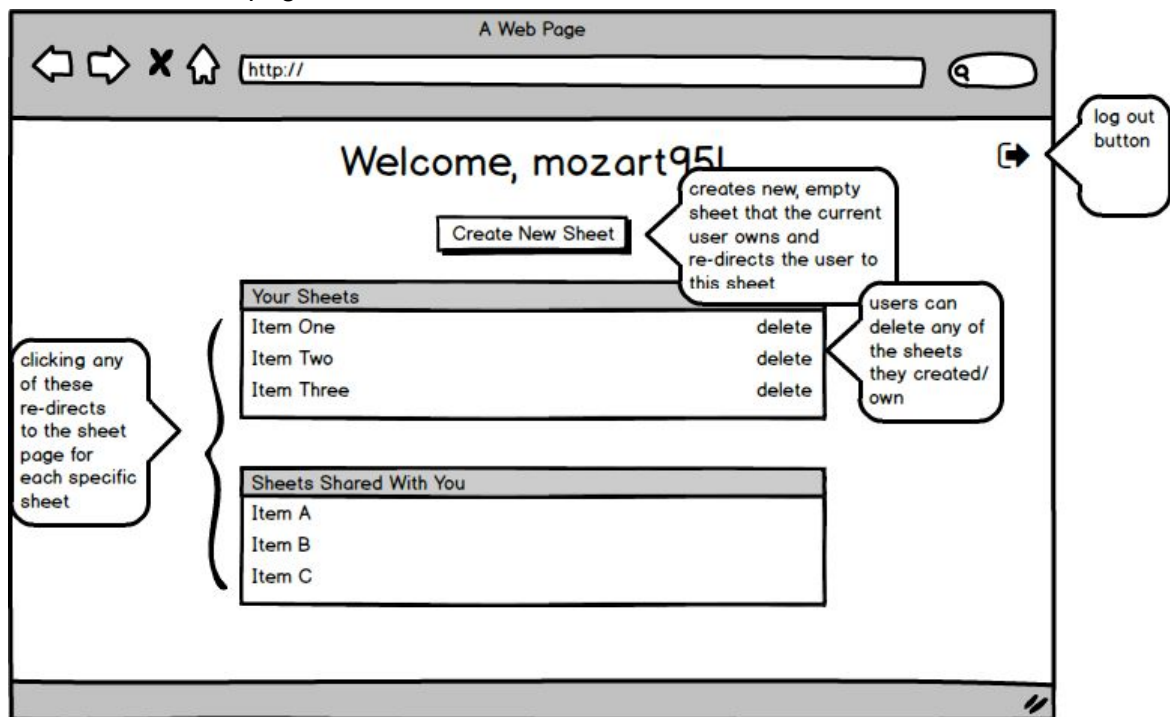 A Web Page
http://
log out
button
Welcome, mozart95!
creates new, empty
sheet that the current
user owns and
re-directs the user to
this sheet
Create New Sheet
Your Sheets
users can
delete any of
the sheets
they created/
own
Item One delete
Item Two delete
Item Three delete
clicking any
of these
re-directs
to the sheet
page for
each specific
sheet
Sheets Shared With You
Item A
Item B
Item C